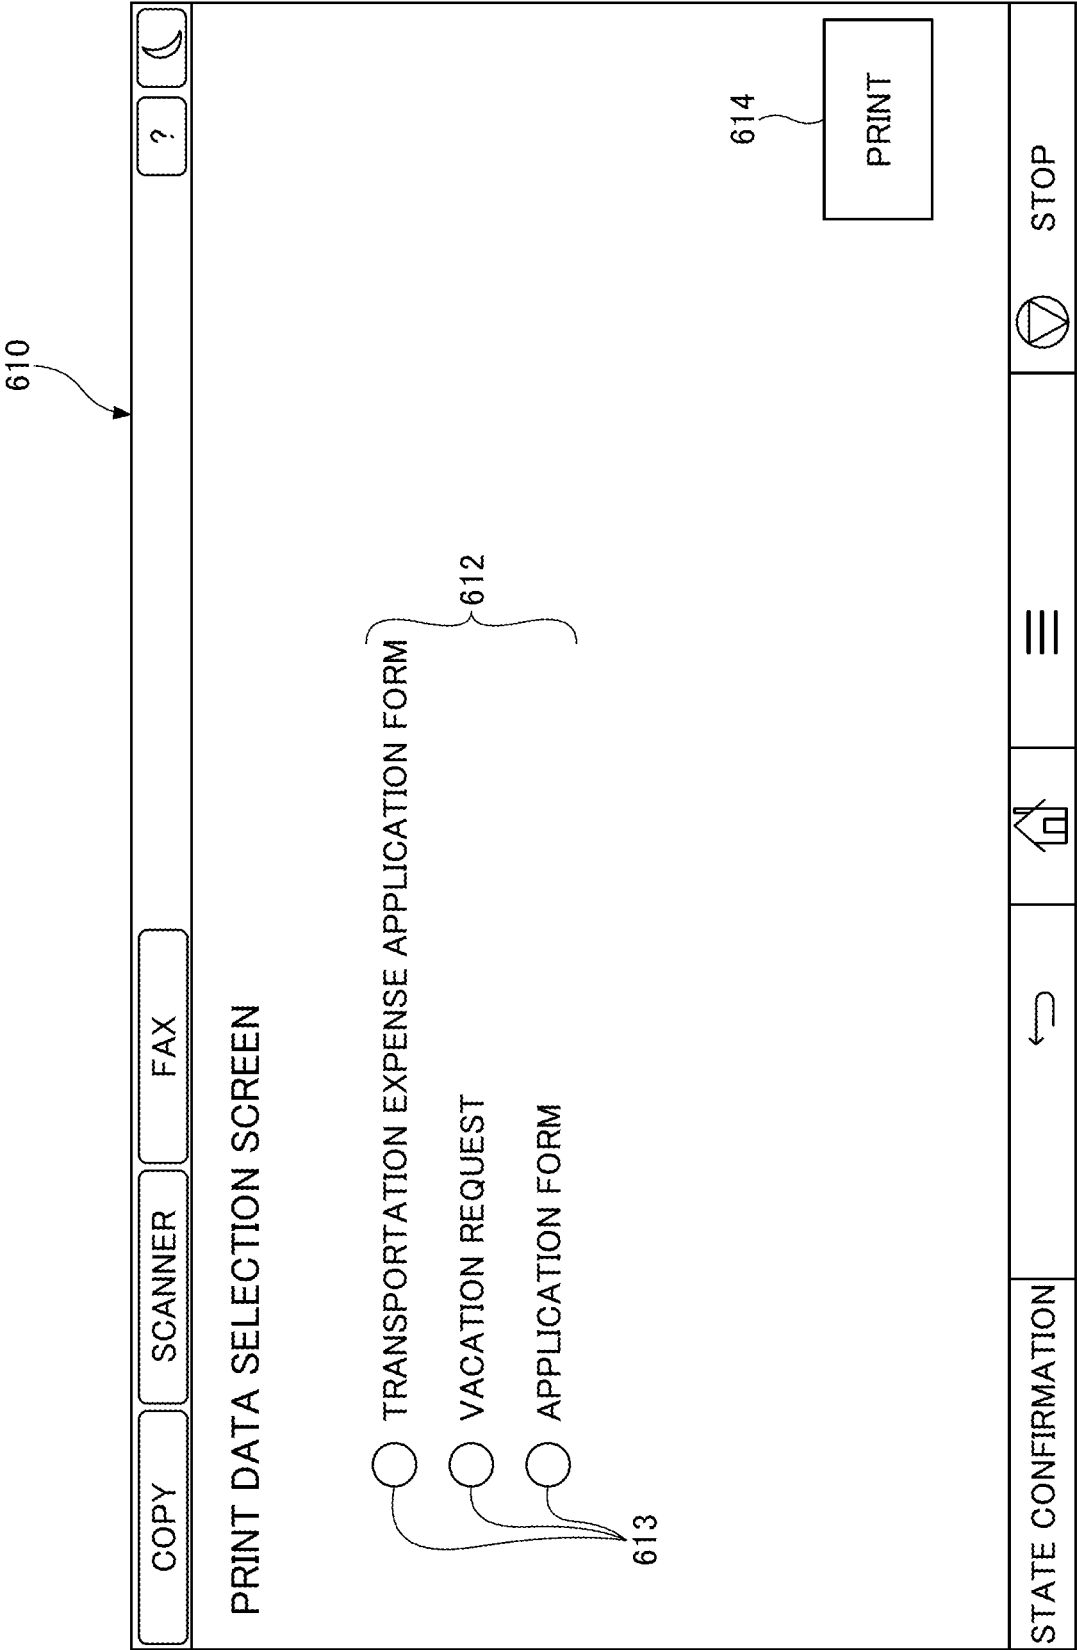 610
COPY
SCANNER
FAX
?
PRINT DATA SELECTION SCREEN
TRANSPORTATION EXPENSE APPLICATION FORM
VACATION REQUEST
APPLICATION FORM
612
613
614
PRINT
STATE CONFIRMATION
STOP